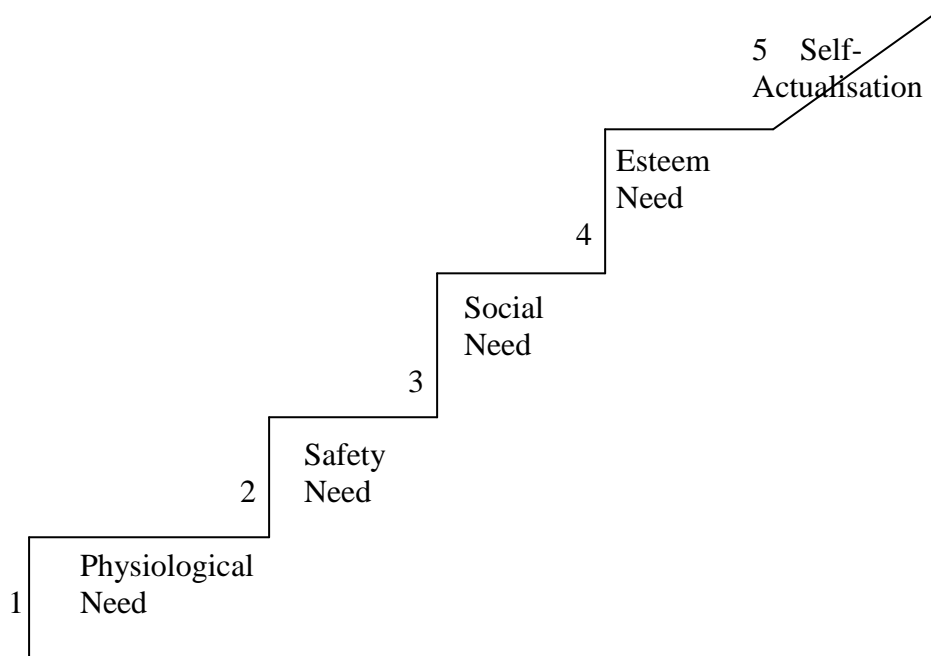 5 Self-
Actualisation
Esteem
Need
4
Social
Need
3
Safety
Need
2
Physiological
Need
1